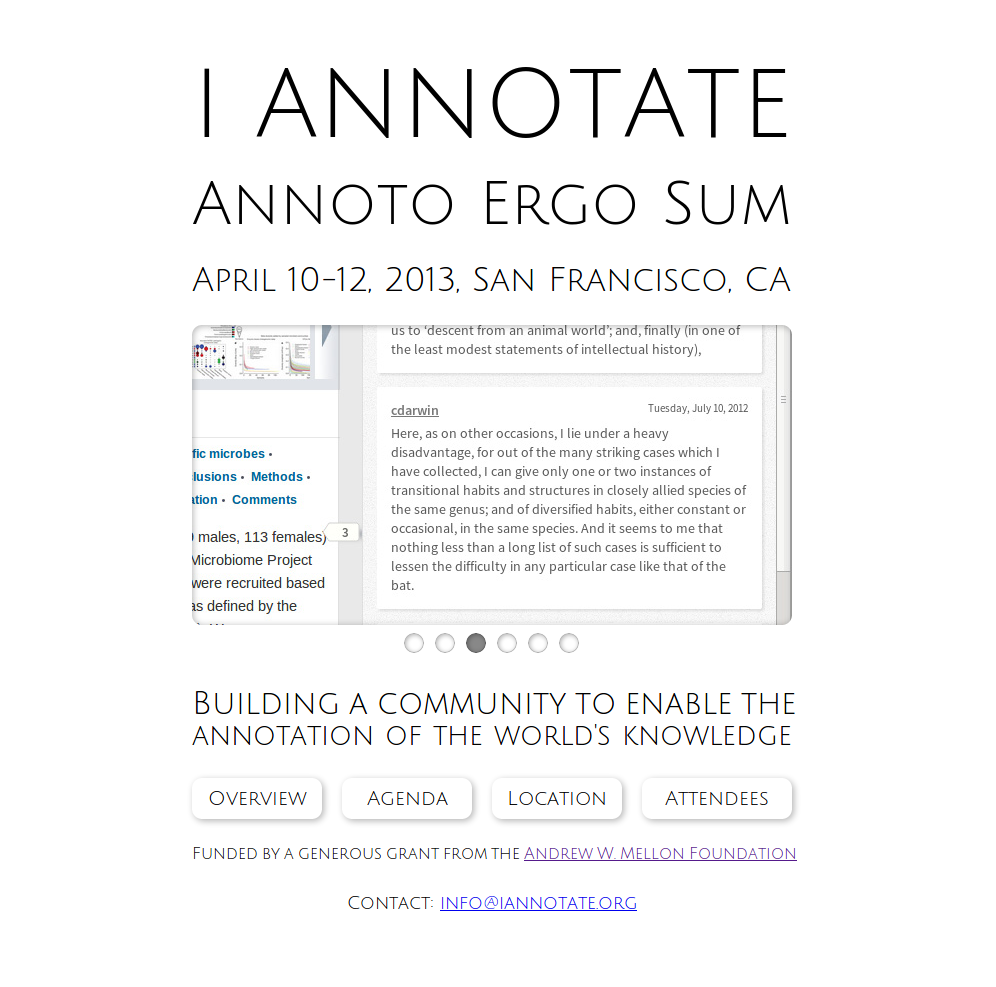 I ANNOTATE
Annoto Ergo Sum
April 10-12, 2013, San Francisco, CA
us to ‘descent from an animal world’; and, finally (in one of
the least modest statements of intellectual history),
cdarwin
Tuesday, July 10, 2012
Here, as on other occasions, I lie under a heavy
disadvantage, for out of the many striking cases which I
have collected, I can give only one or two instances of
transitional habits and structures in closely allied species of
the same genus; and of diversified habits, either constant or
occasional, in the same species. And it seems to me that
nothing less than a long list of such cases is sufficient to
lessen the difficulty in any particular case like that of the
bat.
microbes •
Methods •
• Comments
males, 113 females)
3
Microbiome Project
were recruited based
defined by the
Building a community to enable the
annotation of the world's knowledge
Overview
Agenda
Location
Attendees
Funded by a generous grant from the Andrew W. Mellon Foundation
Contact: info@iannotate.org